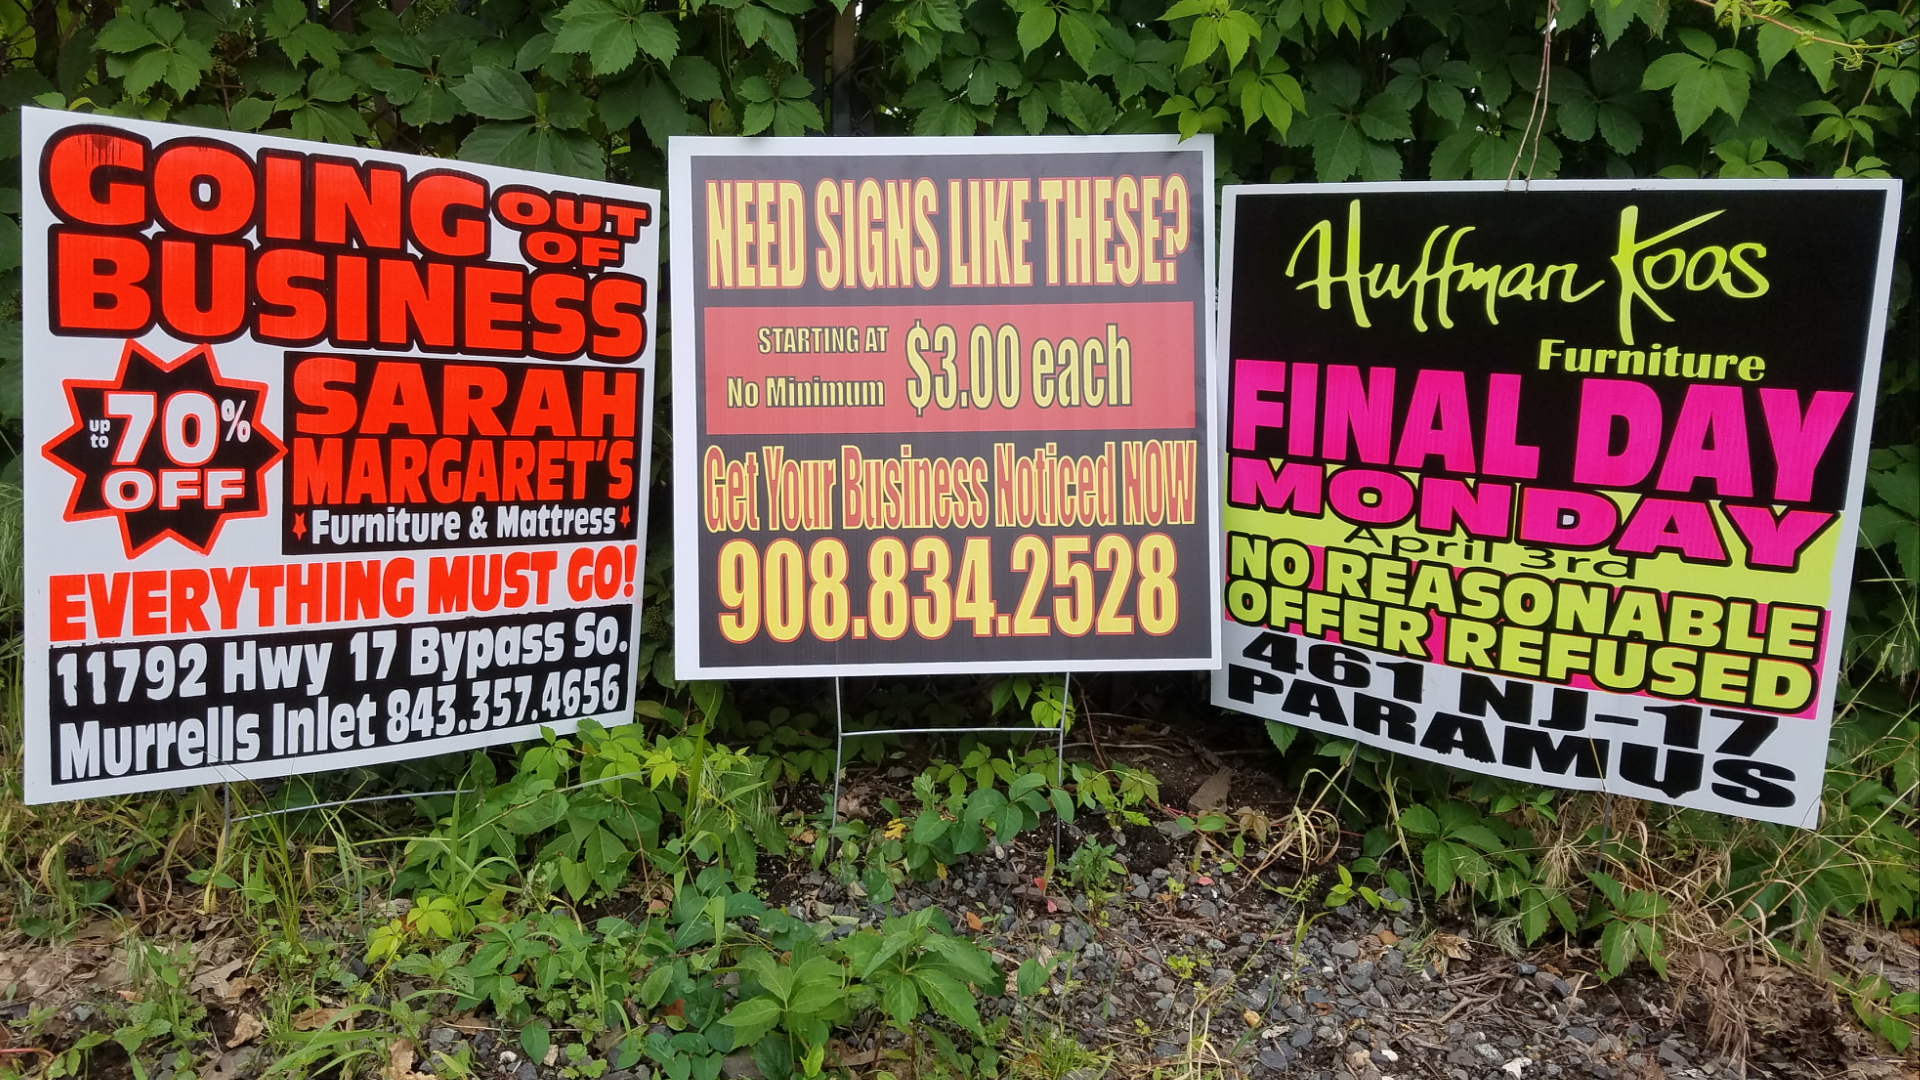 GOING OUT OF
BUSINESS
up to 70% OFF
SARAH
MARGARET'S
Furniture & Mattress
EVERYTHING MUST GO!
11792 Hwy 17 Bypass So.
Murrells Inlet 843.357.4656
NEED SIGNS LIKE THESE?
STARTING AT
No Minimum
$3.00 each
Get Your Business Noticed NOW
908.834.2528
Huffman Koos
Furniture
FINAL DAY
MONDAY
April 3rd
NO REASONABLE
OFFER REFUSED
461 NJ-17
PARAMUS